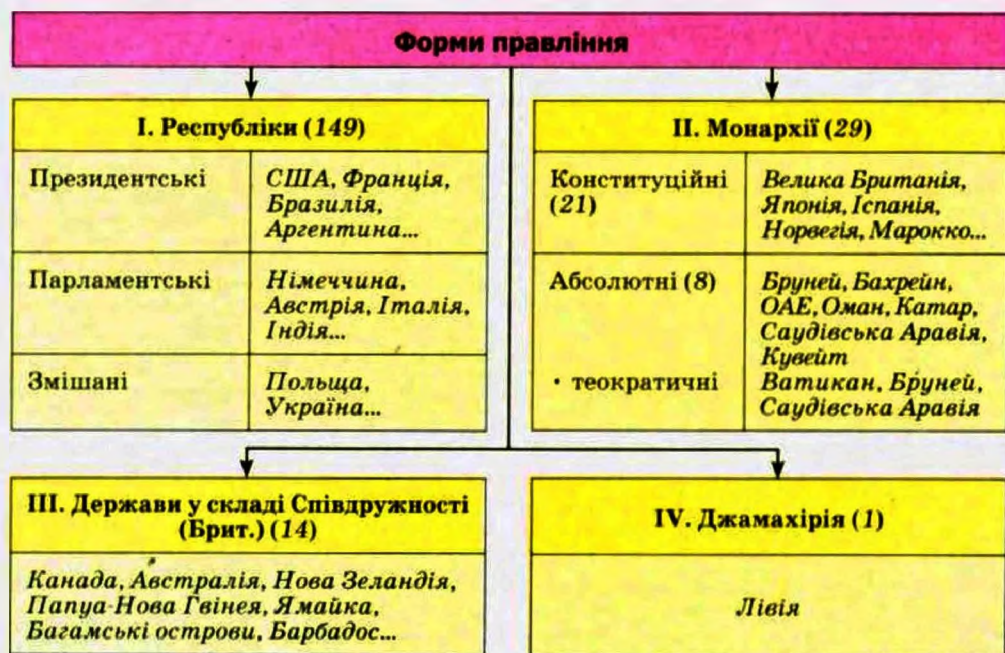 Форми правління
I. Республіки (149)
Президентські
США, Франція,
Бразилія,
Аргентина...
Парламентські
Німеччина,
Австрія, Італія,
Індія...
Змішані
Польща,
Україна...
II. Монархії (29)
Конституційні
(21)
Велика Британія,
Японія, Іспанія,
Норвегія, Марокко...
Абсолютні (8)
Бруней, Бахрейн,
ОАЕ, Оман, Катар,
Саудівська Аравія,
Кувейт
• теократичні
Ватикан, Бруней,
Саудівська Аравія
III. Держави у складі Співдружності
(Брит.) (14)
Канада, Австралія, Нова Зеландія,
Папуа-Нова Гвінея, Ямайка,
Багамські острови, Барбадос...
IV. Джамахірія (1)
Лівія